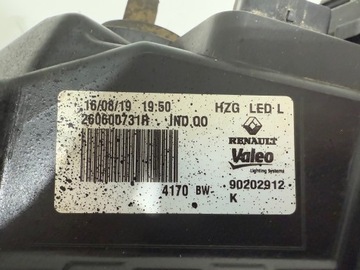 16/08/19 19:50 HZG LED L
260600731R IND.00
RENAULT
Valeo
Lighting Systems
4170 BW- 90202912
K